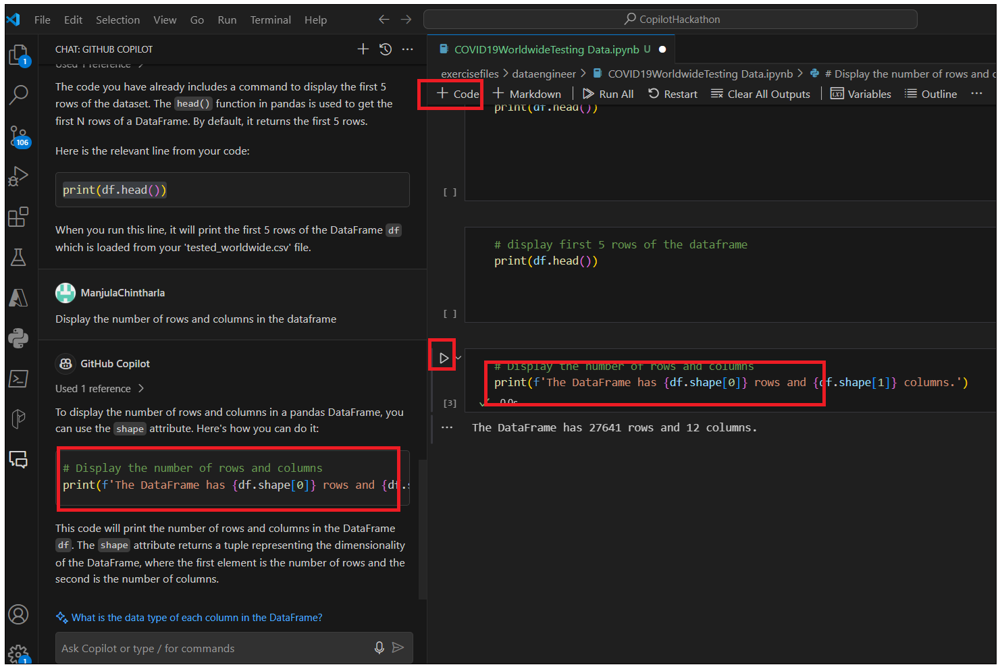 File Edit Selection View Go Run Terminal Help
CopilotHackathon
CHAT: GITHUB COPILOT
Used 1 reference
The code you have already includes a command to display the first 5
rows of the dataset. The head() function in pandas is used to get the
first N rows of a DataFrame. By default, it returns the first 5 rows.
Here is the relevant line from your code:
print(df.head())
When you run this line, it will print the first 5 rows of the DataFrame df
which is loaded from your 'tested_worldwide.csv' file.
ManjulaChintharla
Display the number of rows and columns in the dataframe
GitHub Copilot
Used 1 reference
To display the number of rows and columns in a pandas DataFrame, you
can use the shape attribute. Here's how you can do it:
# Display the number of rows and columns
print(f'The DataFrame has {df.shape[0]} rows and {df.s
This code will print the number of rows and columns in the DataFrame
df. The shape attribute returns a tuple representing the dimensionality
of the DataFrame, where the first element is the number of rows and the
second is the number of columns.
What is the data type of each column in the DataFrame?
Ask Copilot or type / for commands
1
106
1
COVID19WorldwideTesting Data.ipynb U
exercisefiles > dataengineer > COVID19WorldwideTesting Data.ipynb > # Display the number of rows and c
+ Code + Markdown Run All Restart Clear All Outputs Variables Outline ...
print(df.head())
[ ]
# display first 5 rows of the dataframe
print(df.head())
[ ]
# Display the number of rows and columns
print(f'The DataFrame has {df.shape[0]} rows and {df.shape[1]} columns.')
[3] 0.0s
... The DataFrame has 27641 rows and 12 columns.